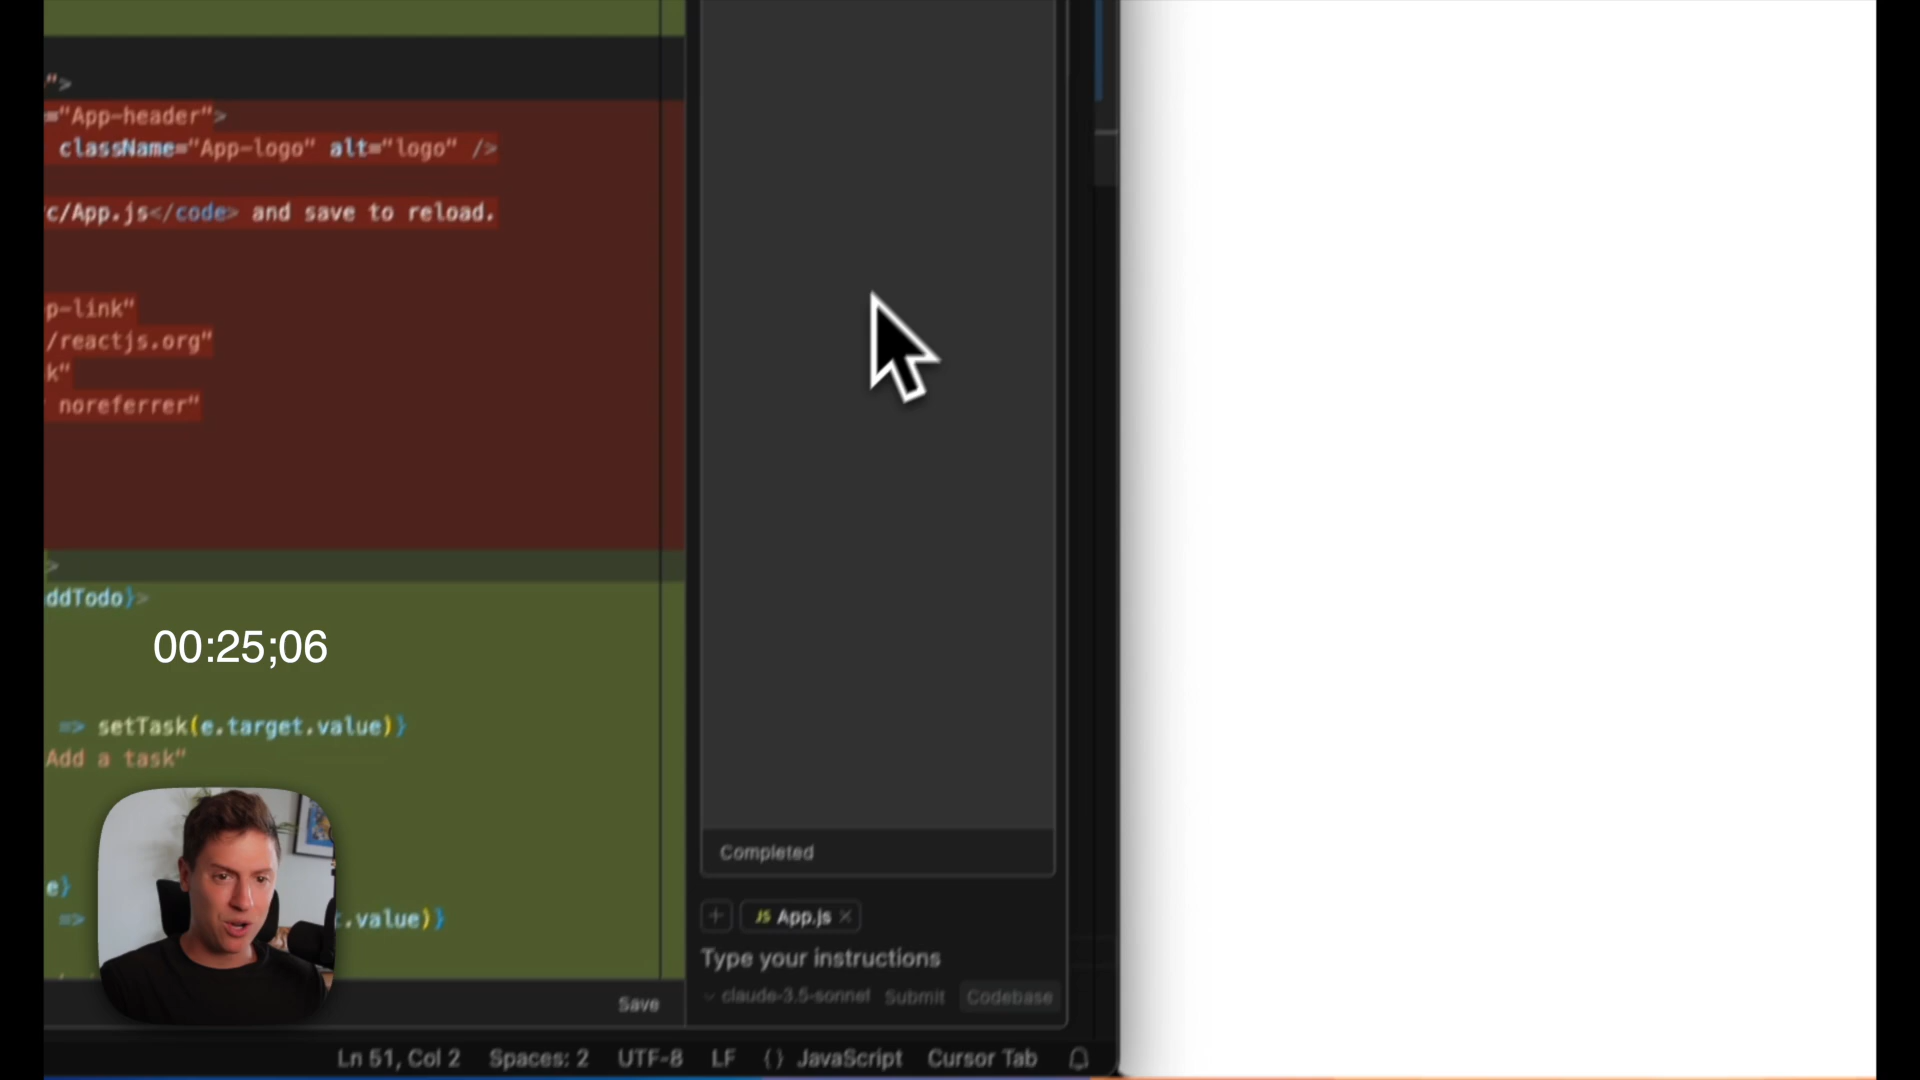 ">
="App-header">
className="App-logo" alt="logo" />
c/App.js</code> and save to reload.
p-link"
/reactjs.org"
k"
noreferrer"
>
ddTodo}>
00:25;06
=> setTask(e.target.value)}
Add a task"
e}
=> t.value)}
Completed
+ JS App.js ×
Type your instructions
claude-3.5-sonnet Submit Codebase
Save
Ln 51, Col 2 Spaces: 2 UTF-8 LF {} JavaScript Cursor Tab